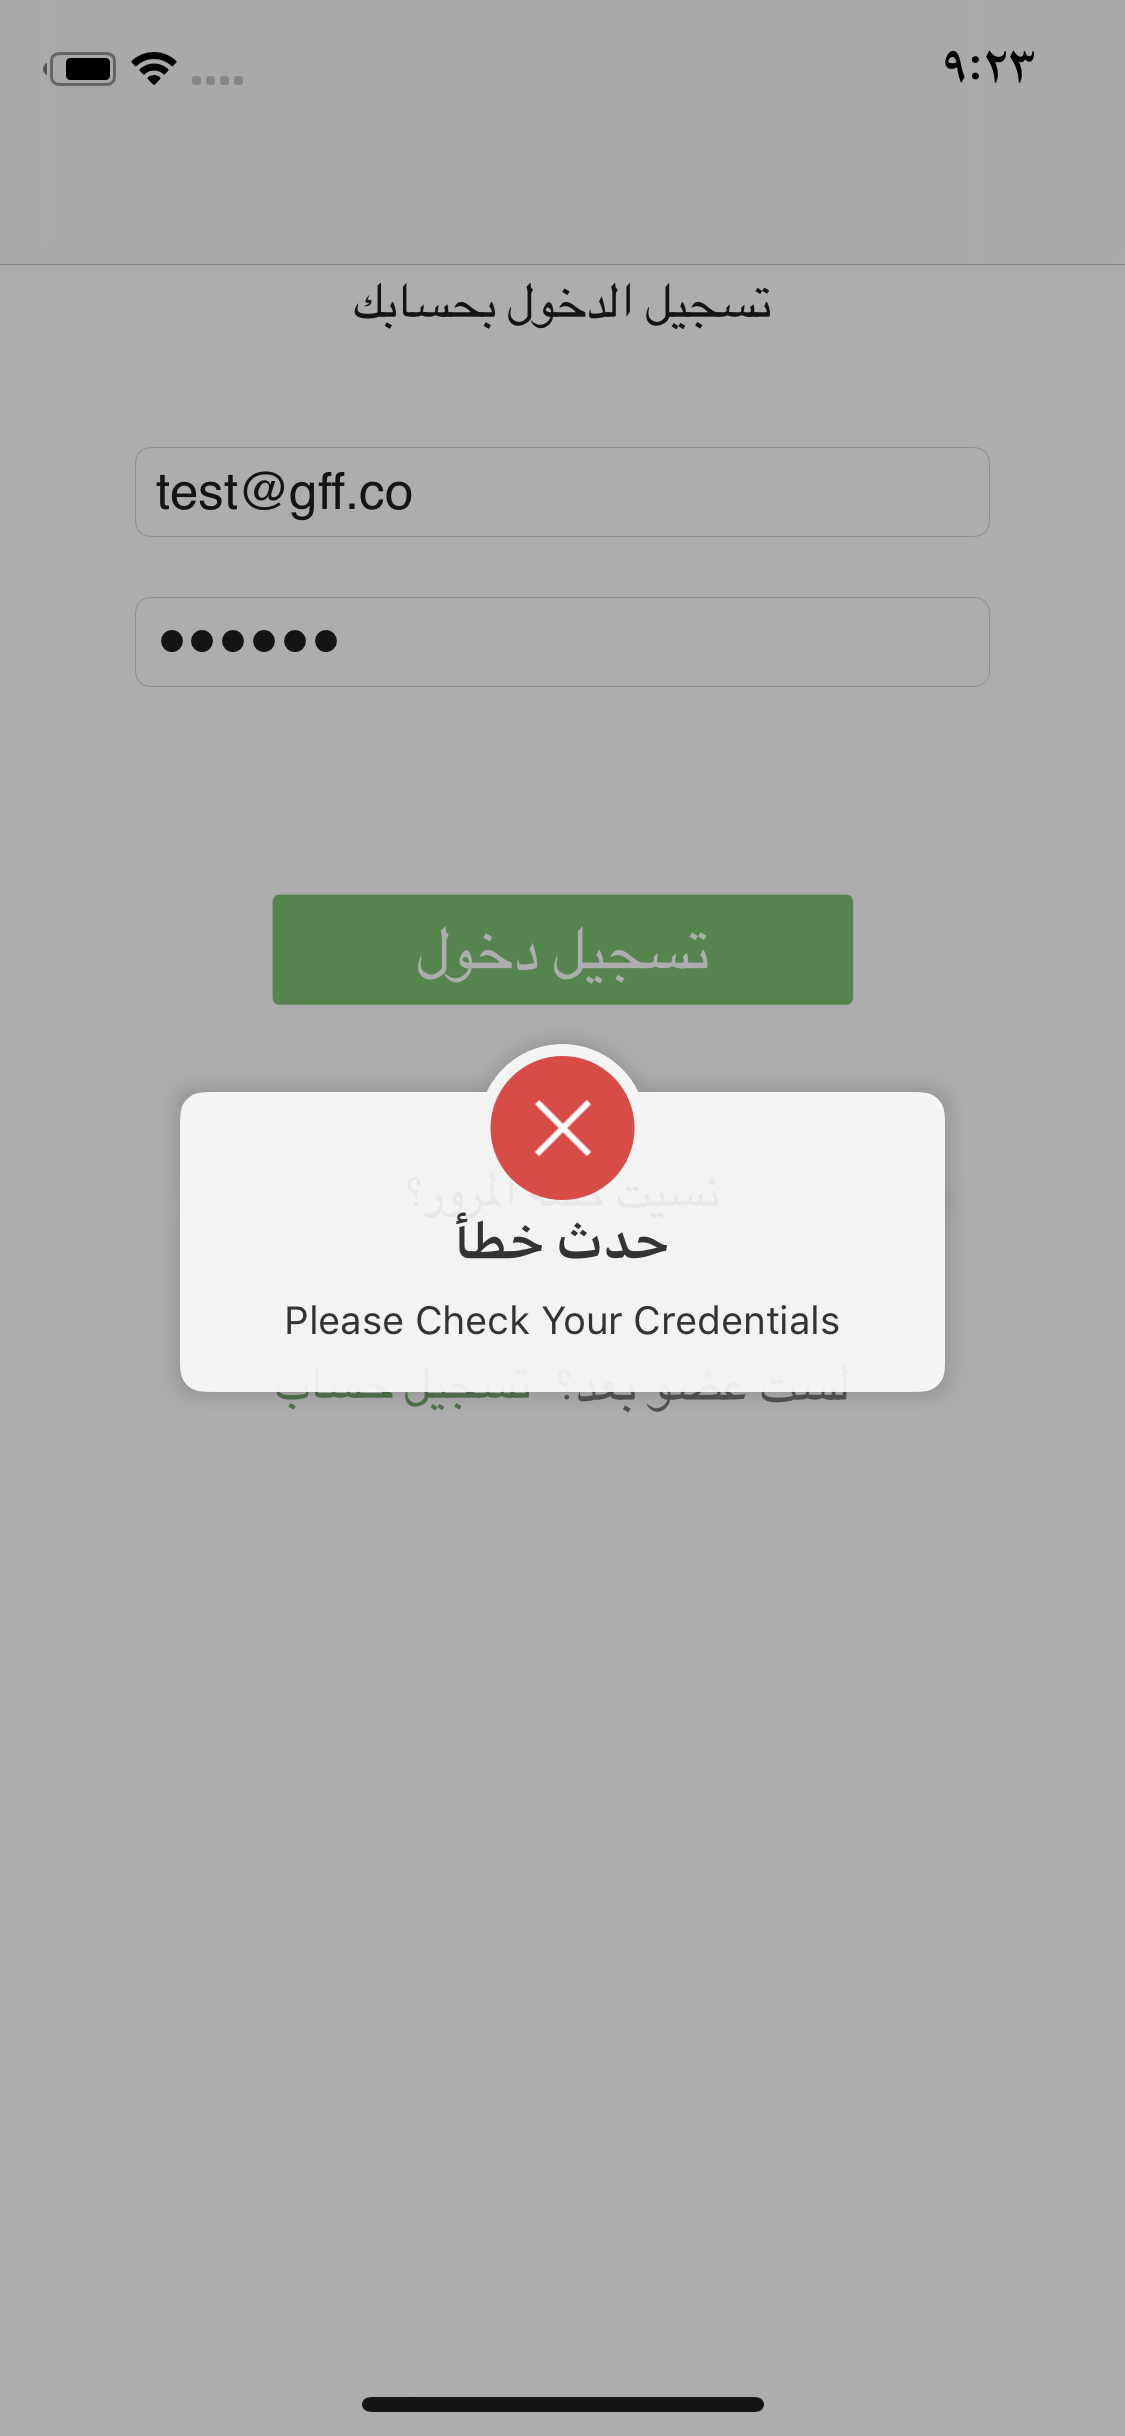 ٩:٢٣
تسجيل الدخول بحسابك
test@gff.co
تسجيل دخول
نسيت المرور؟
حدث خطأ
Please Check Your Credentials
لست عضو بعد؟ تسجيل حساب